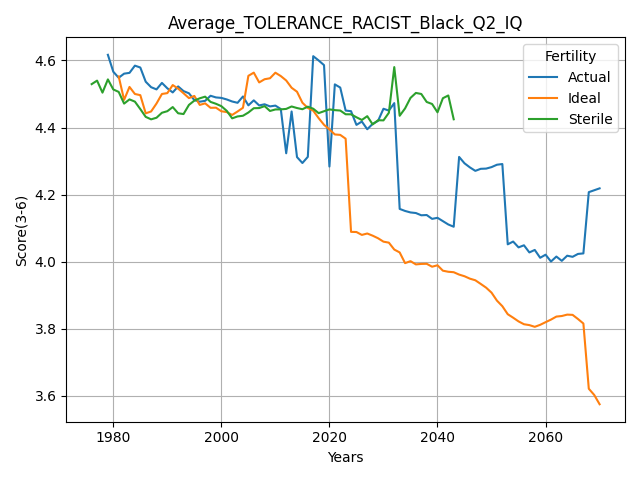 Average_TOLERANCE_RACIST_Black_Q2_IQ
Score(3-6)
4.6
4.4
4.2
4.0
3.8
3.6
1980
2000
2020
2040
2060
Years
Fertility
Actual
Ideal
Sterile